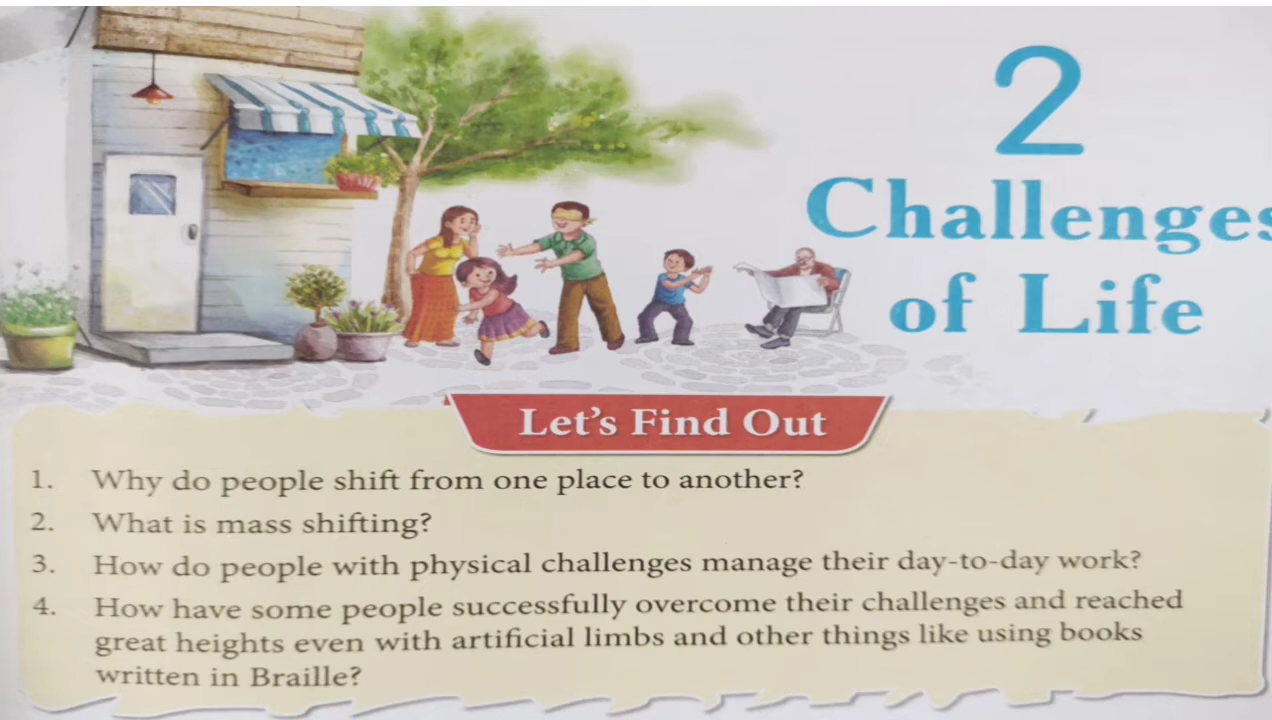 2
Challenges
of Life
Let's Find Out
1. Why do people shift from one place to another?
2. What is mass shifting?
3. How do people with physical challenges manage their day-to-day work?
4. How have some people successfully overcome their challenges and reached
great heights even with artificial limbs and other things like using books
written in Braille?